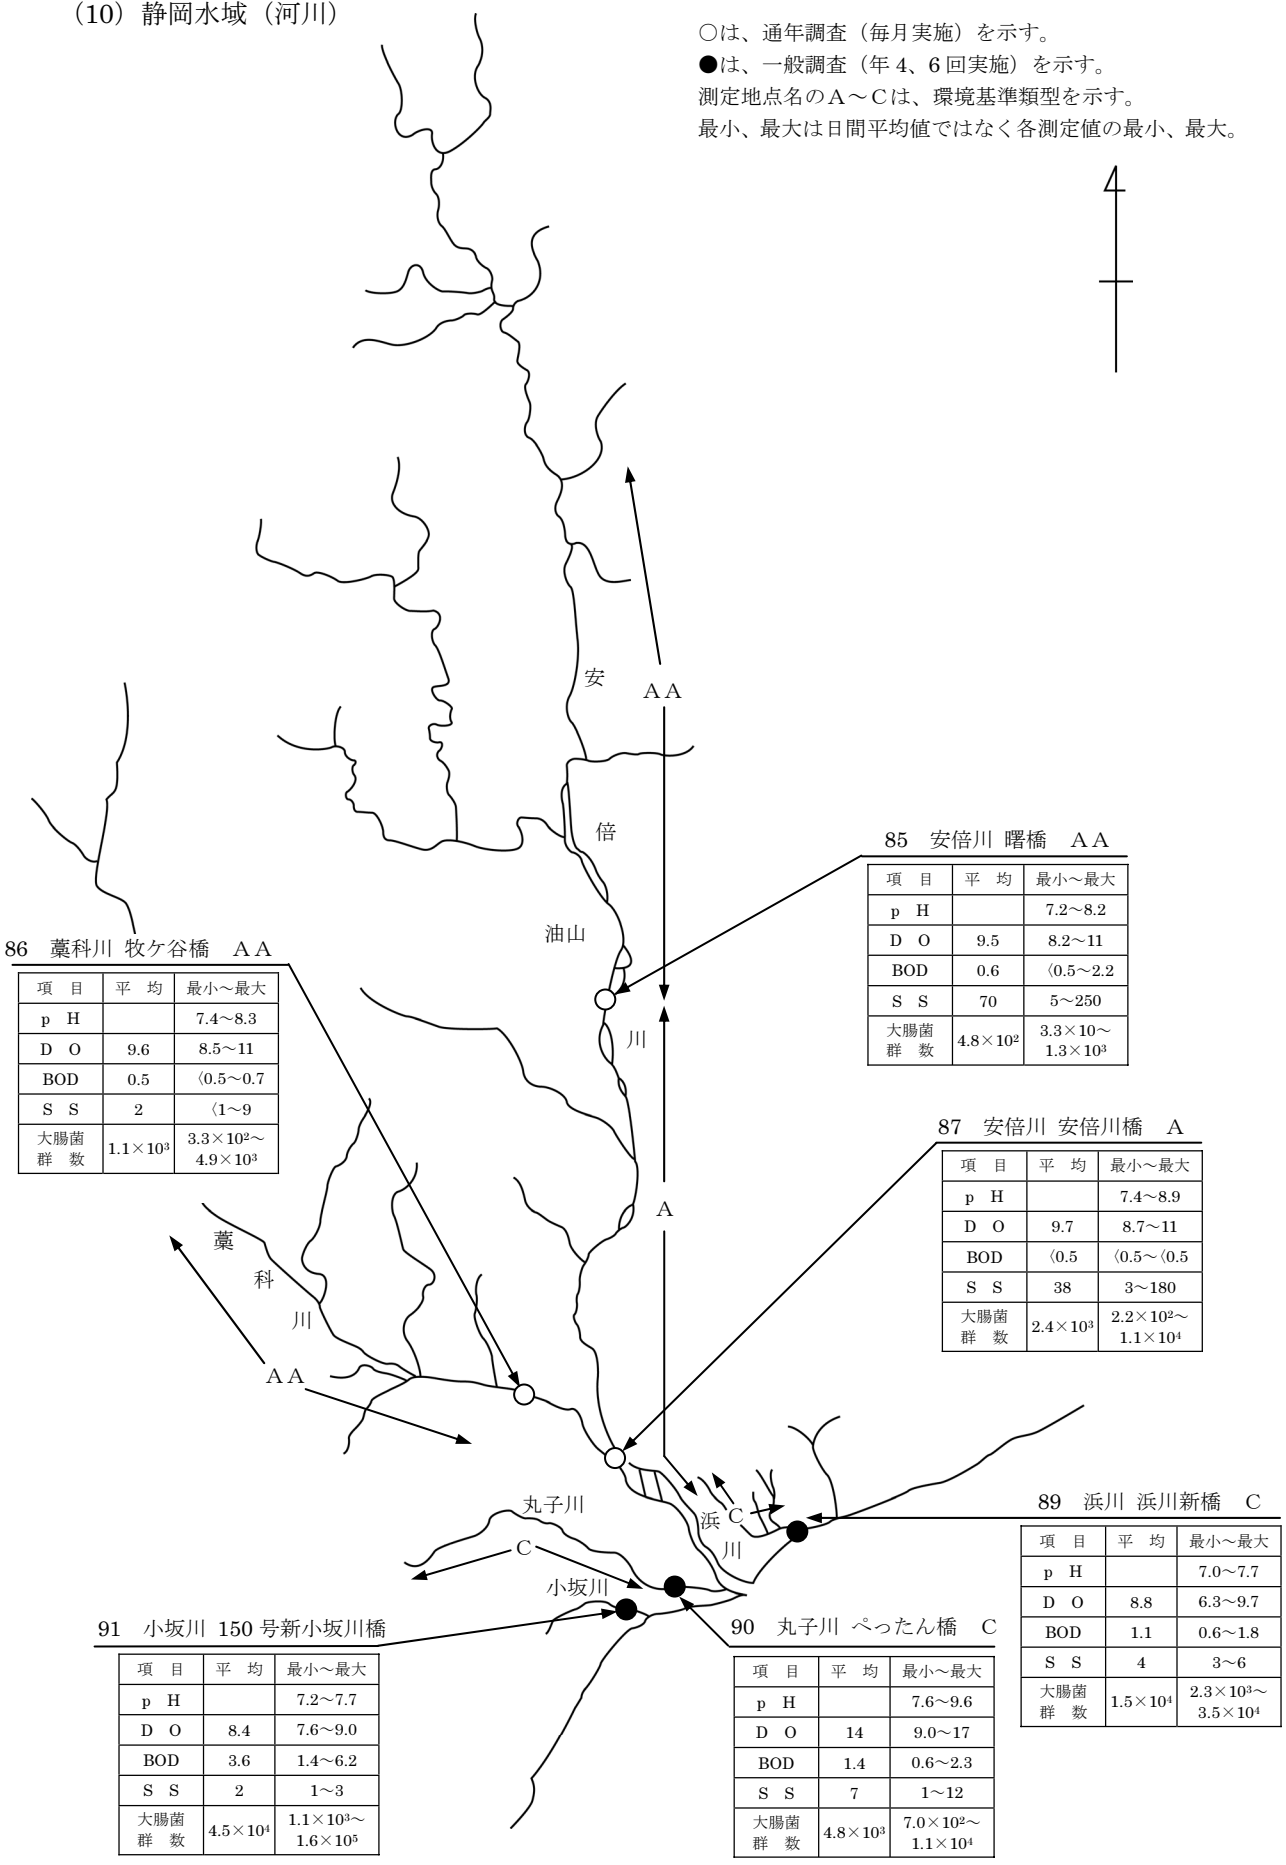 （10）静岡水域（河川）
○は、通年調査（毎月実施）を示す。
●は、一般調査（年 4、6 回実施）を示す。
測定地点名のＡ～Ｃは、環境基準類型を示す。
最小、最大は日間平均値ではなく各測定値の最小、最大。
安
倍
川
ＡＡ
油山
Ａ
85　安倍川 曙橋　ＡＡ
項　目　平　均　最小～最大
p　H　7.2～8.2
D　O　9.5　8.2～11
BOD　0.6　〈0.5～2.2
S　S　70　5～250
大腸菌群　数　4.8×10²　3.3×10～
1.3×10³
86　藁科川 牧ケ谷橋　ＡＡ
項　目　平　均　最小～最大
p　H　7.4～8.3
D　O　9.6　8.5～11
BOD　0.5　〈0.5～0.7
S　S　2　〈1～9
大腸菌群　数　1.1×10³　3.3×10²～
4.9×10³
87　安倍川 安倍川橋　Ａ
項　目　平　均　最小～最大
p　H　7.4～8.9
D　O　9.7　8.7～11
BOD　〈0.5　〈0.5～〈0.5
S　S　38　3～180
大腸菌群　数　2.4×10³　2.2×10²～
1.1×10⁴
藁
科
川
ＡＡ
丸子川
Ｃ
小坂川
浜
川
Ｃ
89　浜川 浜川新橋　Ｃ
項　目　平　均　最小～最大
p　H　7.0～7.7
D　O　8.8　6.3～9.7
BOD　1.1　0.6～1.8
S　S　4　3～6
大腸菌群　数　1.5×10⁴　2.3×10³～
3.5×10⁴
91　小坂川 150 号新小坂川橋
項　目　平　均　最小～最大
p　H　7.2～7.7
D　O　8.4　7.6～9.0
BOD　3.6　1.4～6.2
S　S　2　1～3
大腸菌群　数　4.5×10⁴　1.1×10³～
1.6×10⁵
90　丸子川 ぺったん橋　Ｃ
項　目　平　均　最小～最大
p　H　7.6～9.6
D　O　14　9.0～17
BOD　1.4　0.6～2.3
S　S　7　1～12
大腸菌群　数　4.8×10³　7.0×10²～
1.1×10⁴